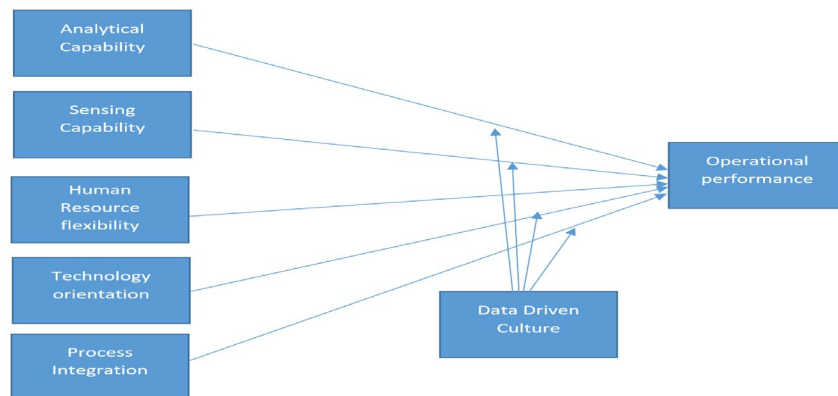 Analytical
Capability
Sensing
Capability
Human
Resource
flexibility
Technology
orientation
Process
Integration
Operational
performance
Data Driven
Culture